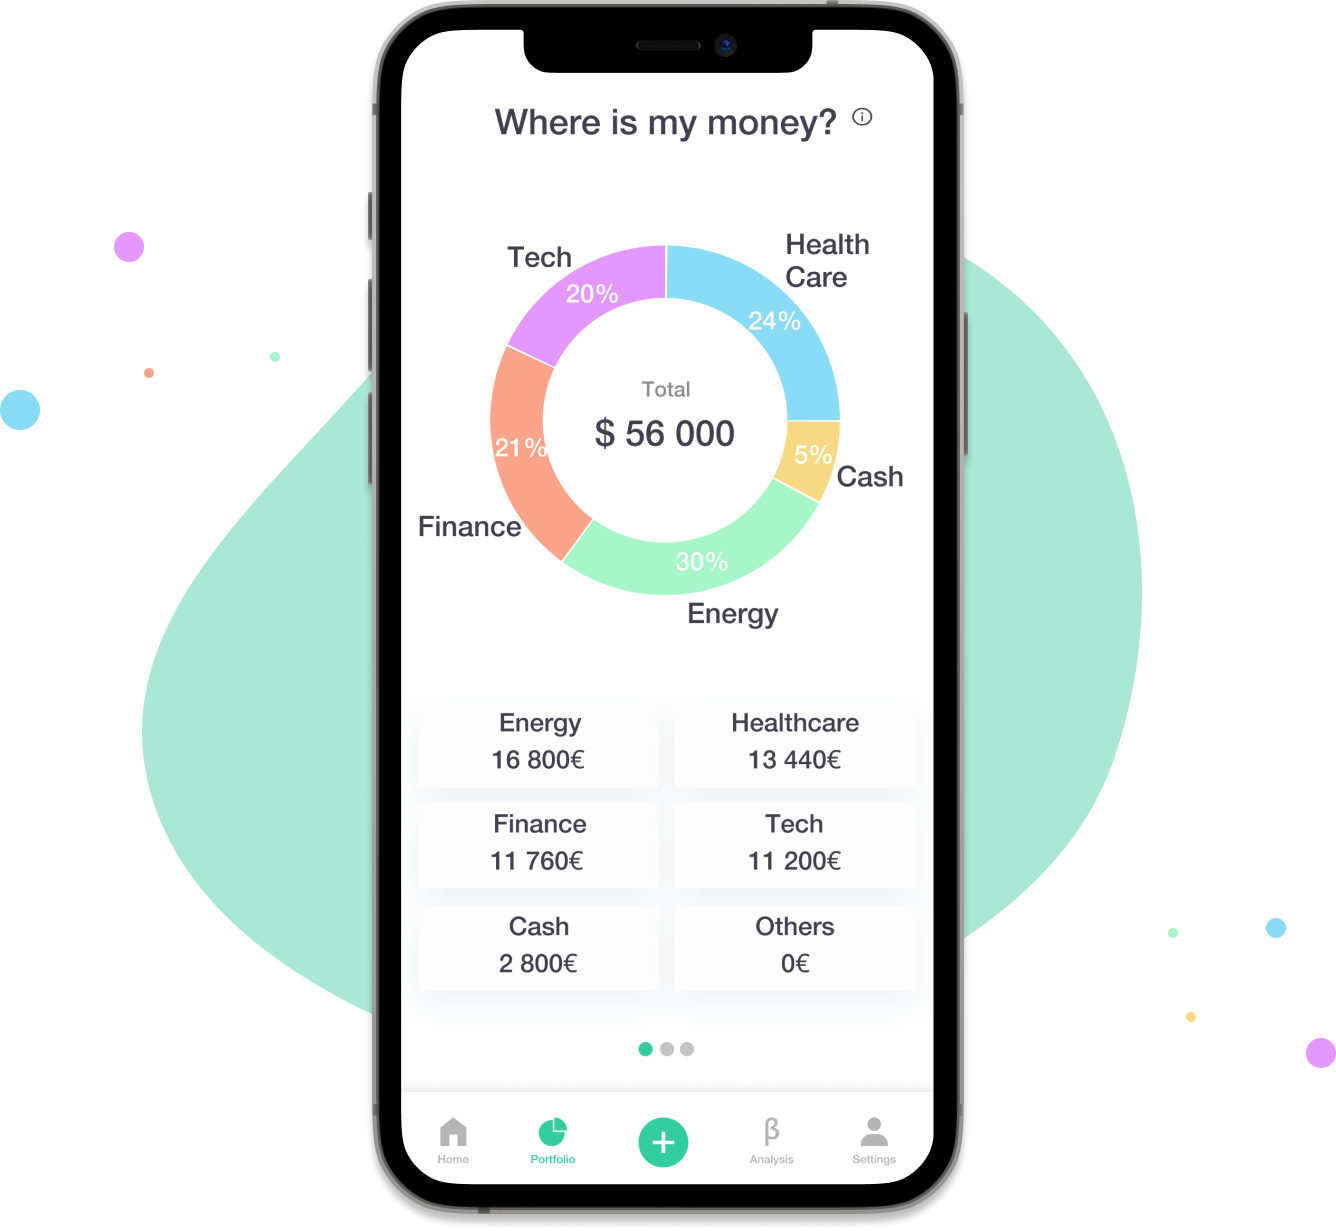 Where is my money?
Tech
Health
Care
20%
24%
Total
$ 56 000
21%
5%
Cash
Finance
30%
Energy
Energy
16 800€
Healthcare
13 440€
Finance
11 760€
Tech
11 200€
Cash
2 800€
Others
0€
Home
Portfolio
β
Analysis
Settings